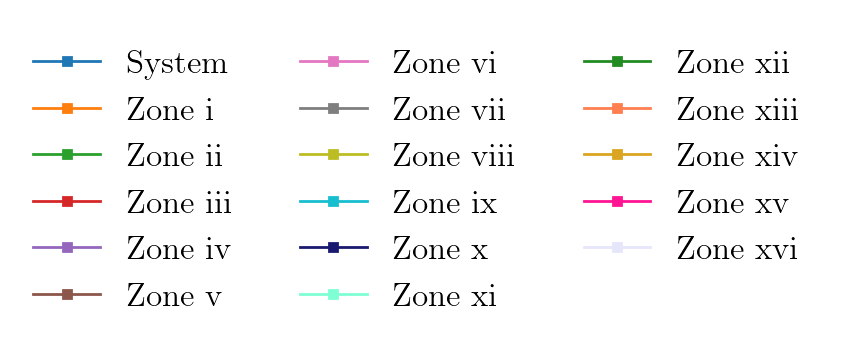 System
Zone i
Zone ii
Zone iii
Zone iv
Zone v
Zone vi
Zone vii
Zone viii
Zone ix
Zone x
Zone xi
Zone xii
Zone xiii
Zone xiv
Zone xv
Zone xvi